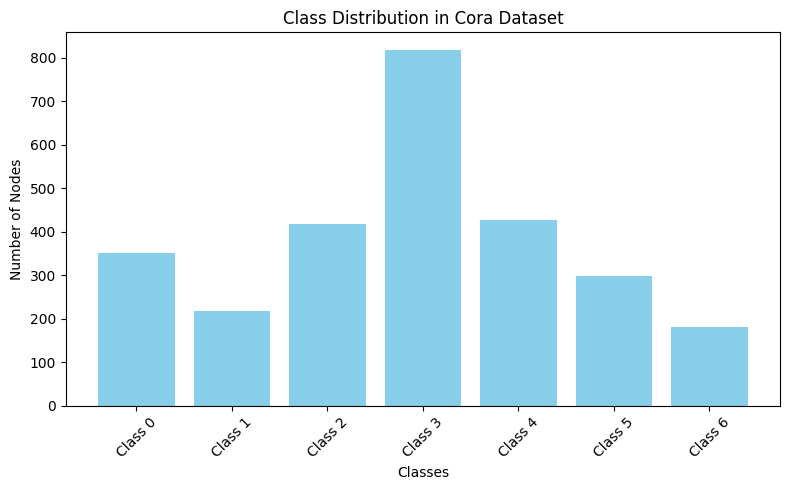 Class Distribution in Cora Dataset
Number of Nodes
800
700
600
500
400
300
200
100
0
Class 0
Class 1
Class 2
Class 3
Class 4
Class 5
Class 6
Classes